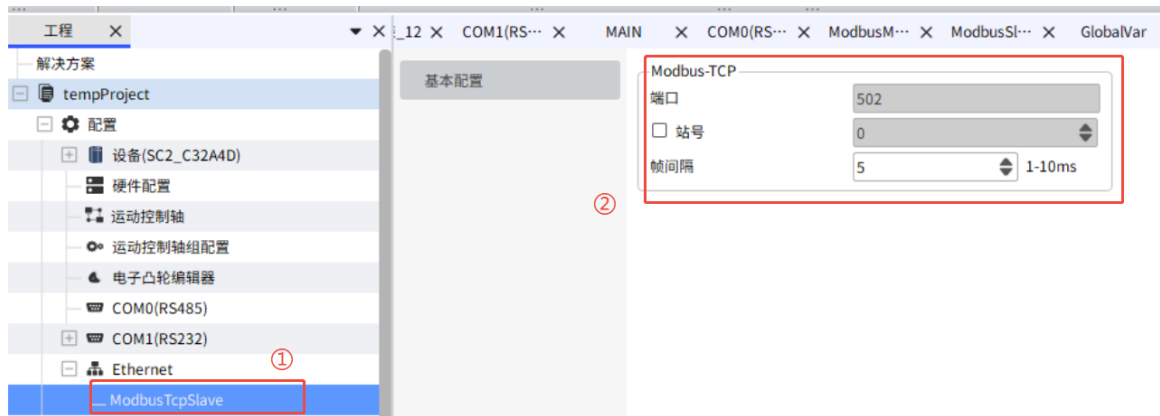 工程
_12 COM1(RS··· MAIN COM0(RS··· ModbusM··· ModbusSl··· GlobalVar
解决方案
tempProject
配置
设备(SC2_C32A4D)
硬件配置
运动控制轴
运动控制轴组配置
电子凸轮编辑器
COM0(RS485)
COM1(RS232)
①
Ethernet
ModbusTcpSlave
基本配置
②
Modbus-TCP
端口 502
站号 0
帧间隔 5 1-10ms